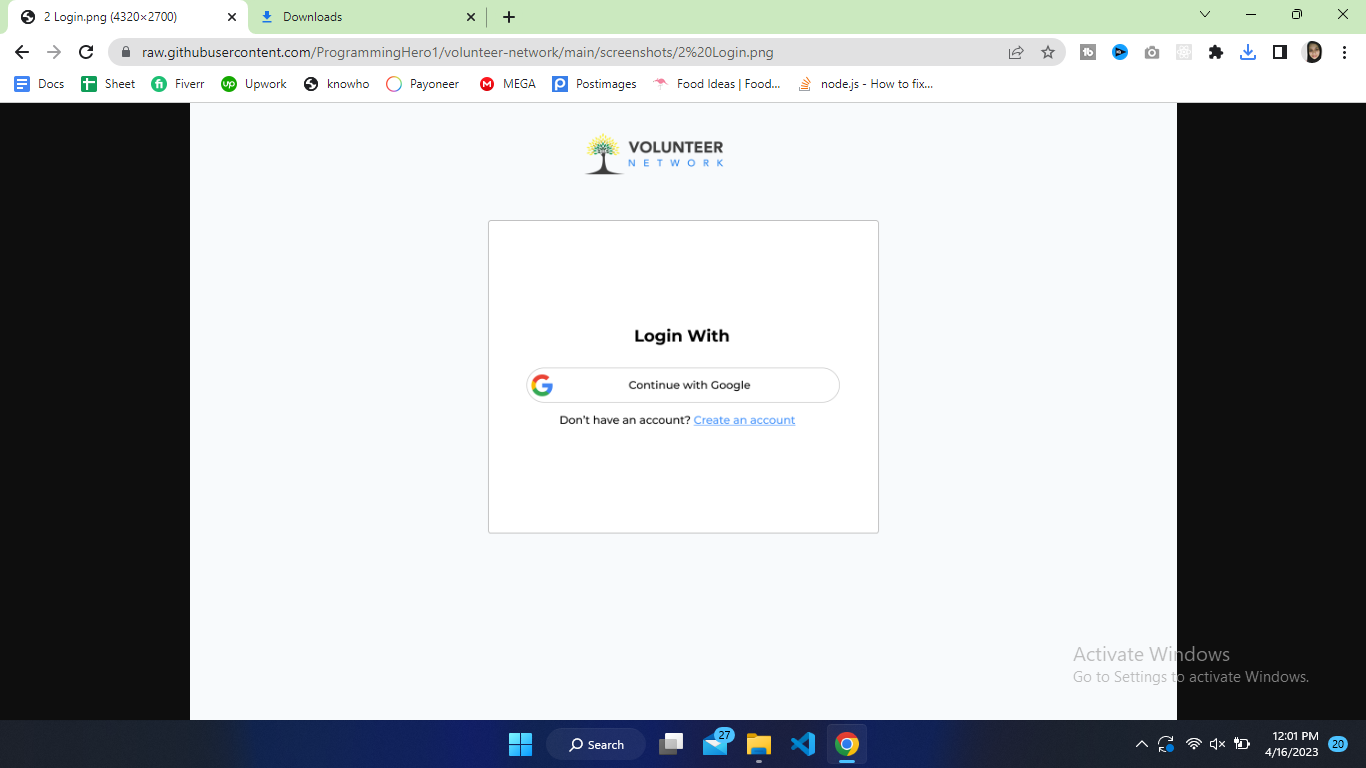 2 Login.png (4320×2700)
Downloads
raw.githubusercontent.com/ProgrammingHero1/volunteer-network/main/screenshots/2%20Login.png
Docs
Sheet
Fiverr
Upwork
knowho
Payoneer
MEGA
Postimages
Food Ideas | Food...
node.js - How to fix...
VOLUNTEER
NETWORK
Login With
Continue with Google
Don't have an account? Create an account
Activate Windows
Go to Settings to activate Windows.
Search
27
12:01 PM
4/16/2023
20